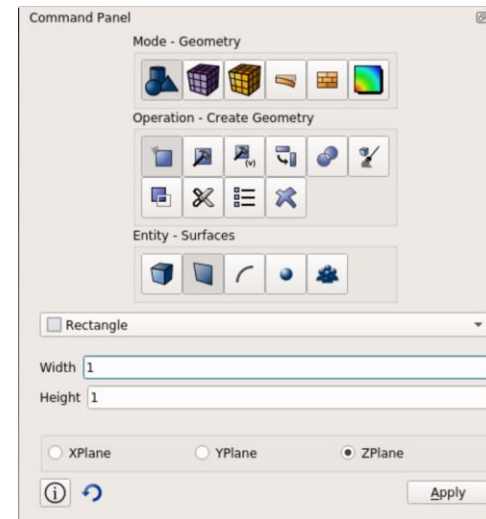 Command Panel
Mode - Geometry
Operation - Create Geometry
(v)
Entity - Surfaces
Rectangle
Width 1
Height 1
XPlane YPlane ZPlane
Apply